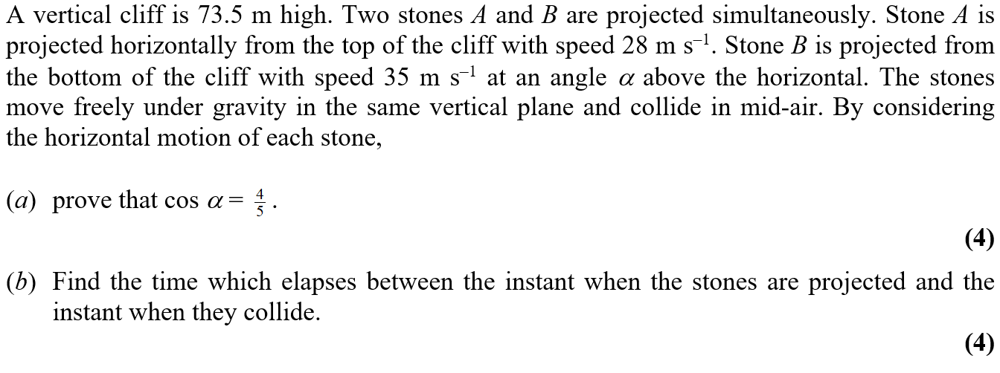 A vertical cliff is 73.5 m high. Two stones A and B are projected simultaneously. Stone A is
projected horizontally from the top of the cliff with speed 28 m s⁻¹. Stone B is projected from
the bottom of the cliff with speed 35 m s⁻¹ at an angle α above the horizontal. The stones
move freely under gravity in the same vertical plane and collide in mid-air. By considering
the horizontal motion of each stone,
(a) prove that cos α = 4/5 .
(4)
(b) Find the time which elapses between the instant when the stones are projected and the
instant when they collide.
(4)